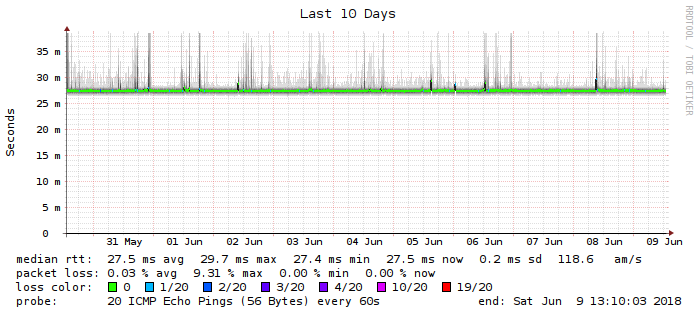 Last 10 Days
RRDTOOL / TOBI OETIKER
Seconds
35 m
30 m
25 m
20 m
15 m
10 m
5 m
0
31 May 01 Jun 02 Jun 03 Jun 04 Jun 05 Jun 06 Jun 07 Jun 08 Jun 09 Jun
median rtt: 27.5 ms avg 29.7 ms max 27.4 ms min 27.5 ms now 0.2 ms sd 118.6 am/s
packet loss: 0.03 % avg 9.31 % max 0.00 % min 0.00 % now
loss color: 0 1/20 2/20 3/20 4/20 10/20 19/20
probe: 20 ICMP Echo Pings (56 Bytes) every 60s end: Sat Jun 9 13:10:03 2018